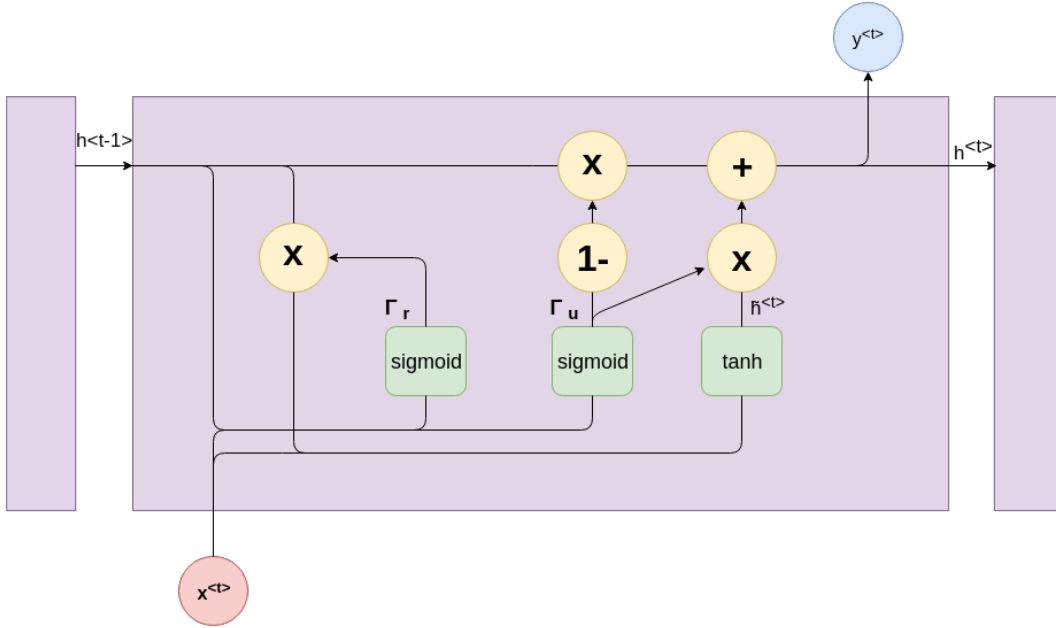 y<t>
h<t-1>
h<t>
x
+
x
1-
x
Γ r
Γ u
h̃<t>
sigmoid
sigmoid
tanh
x<t>